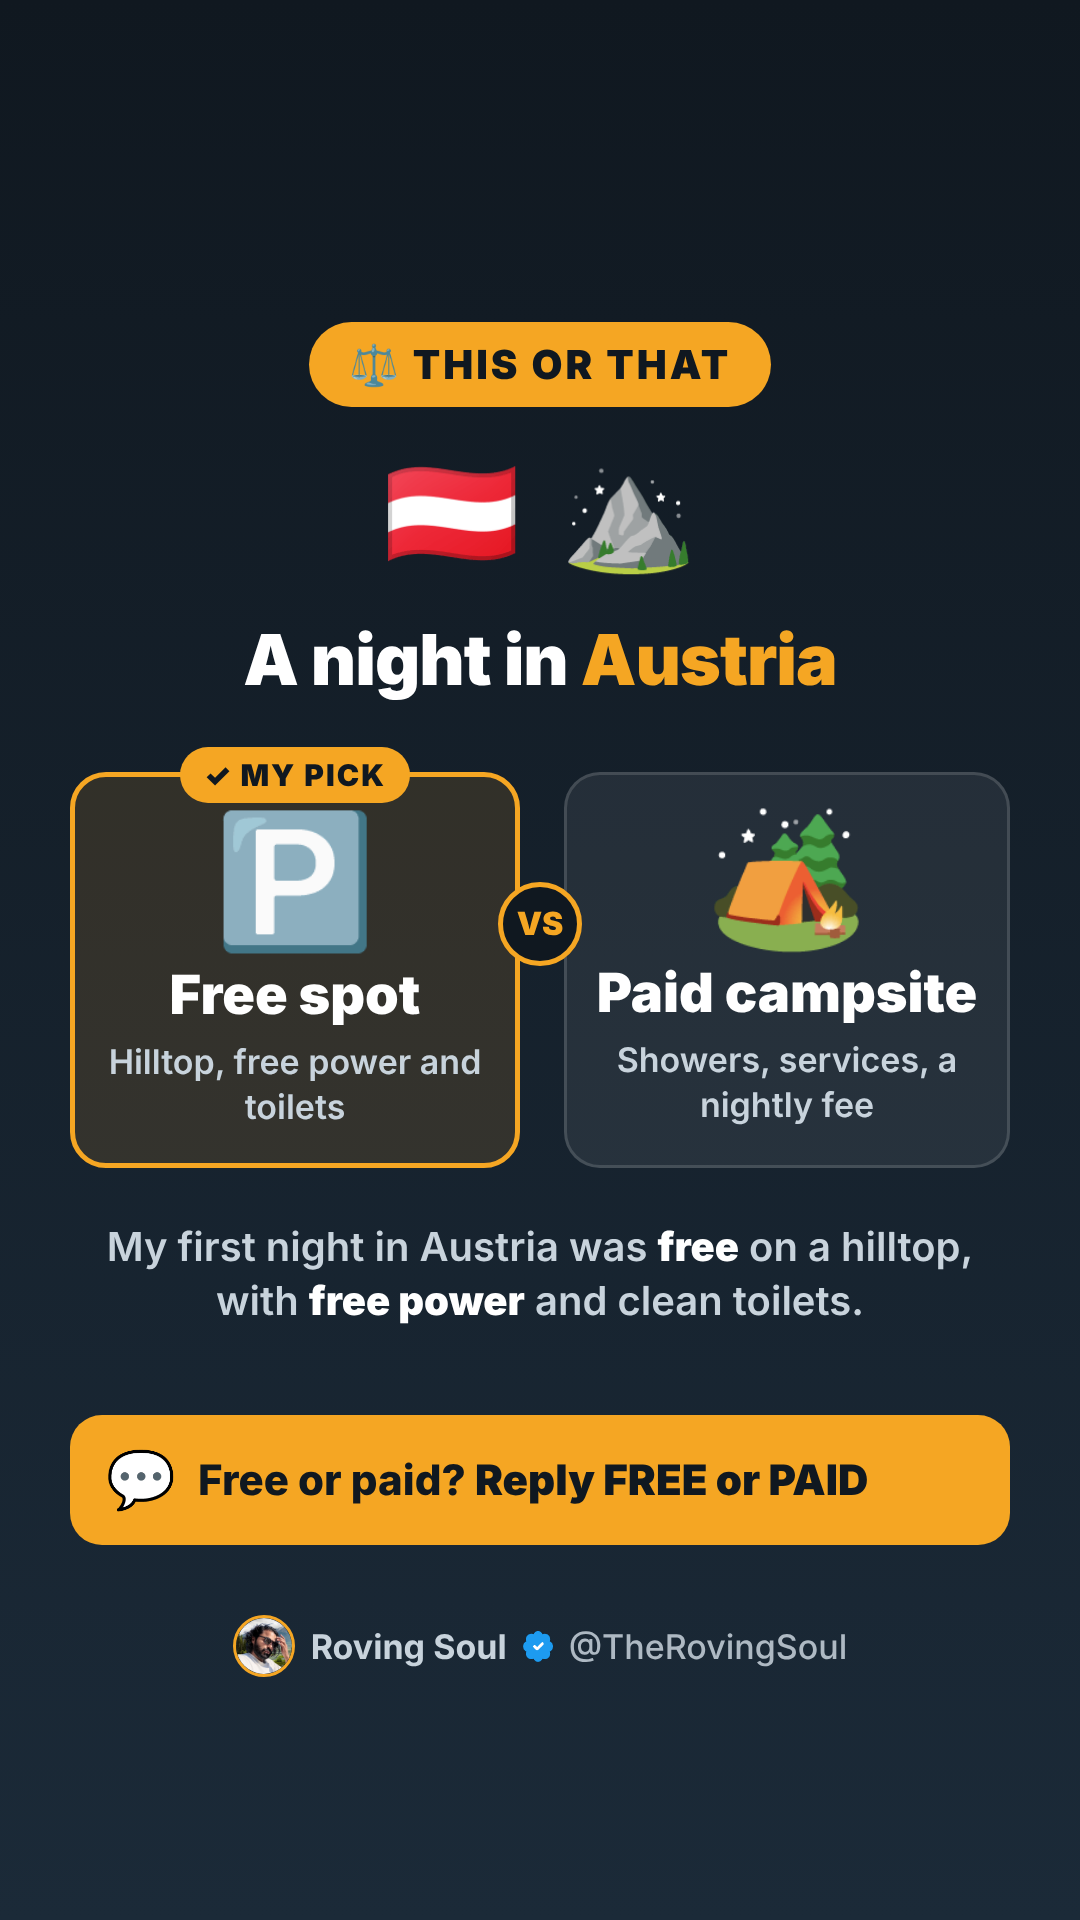 ⚖️ THIS OR THAT
A night in Austria
✓ MY PICK
🅿️
Free spot
Hilltop, free power and
toilets
VS
Paid campsite
Showers, services, a
nightly fee
My first night in Austria was free on a hilltop,
with free power and clean toilets.
💬 Free or paid? Reply FREE or PAID
Roving Soul @TheRovingSoul